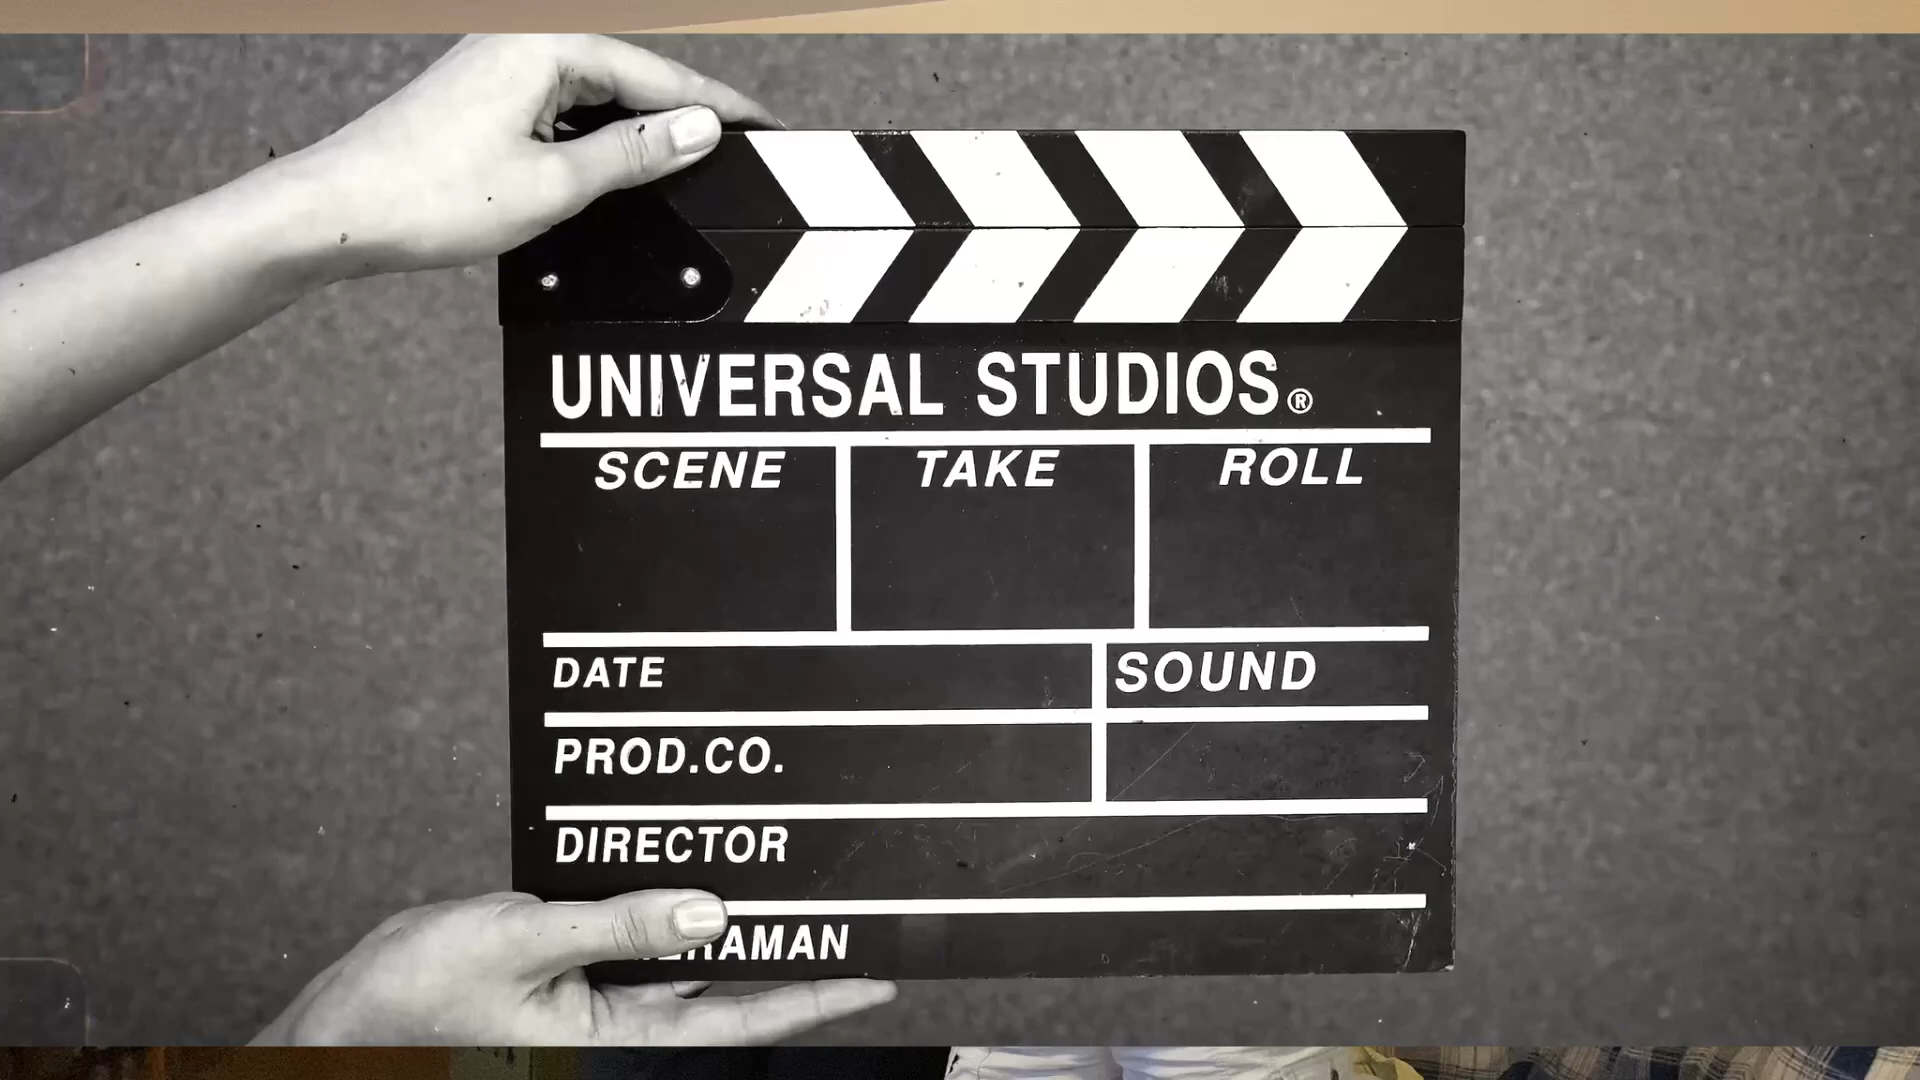 UNIVERSAL STUDIOS®
SCENE TAKE ROLL
DATE SOUND
PROD.CO.
DIRECTOR